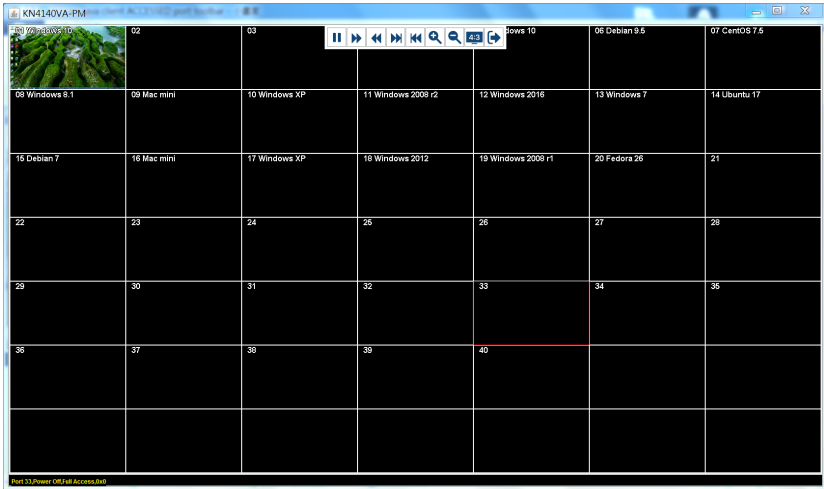 KN4140VA-PM
01 Windows 10
02
03
4:3
ows 10
06 Debian 9.5
07 CentOS 7.5
08 Windows 8.1
09 Mac mini
10 Windows XP
11 Windows 2008 r2
12 Windows 2016
13 Windows 7
14 Ubuntu 17
15 Debian 7
16 Mac mini
17 Windows XP
18 Windows 2012
19 Windows 2008 r1
20 Fedora 26
21
22
23
24
25
26
27
28
29
30
31
32
33
34
35
36
37
38
39
40
Port 33,Power Off,Full Access,0x0